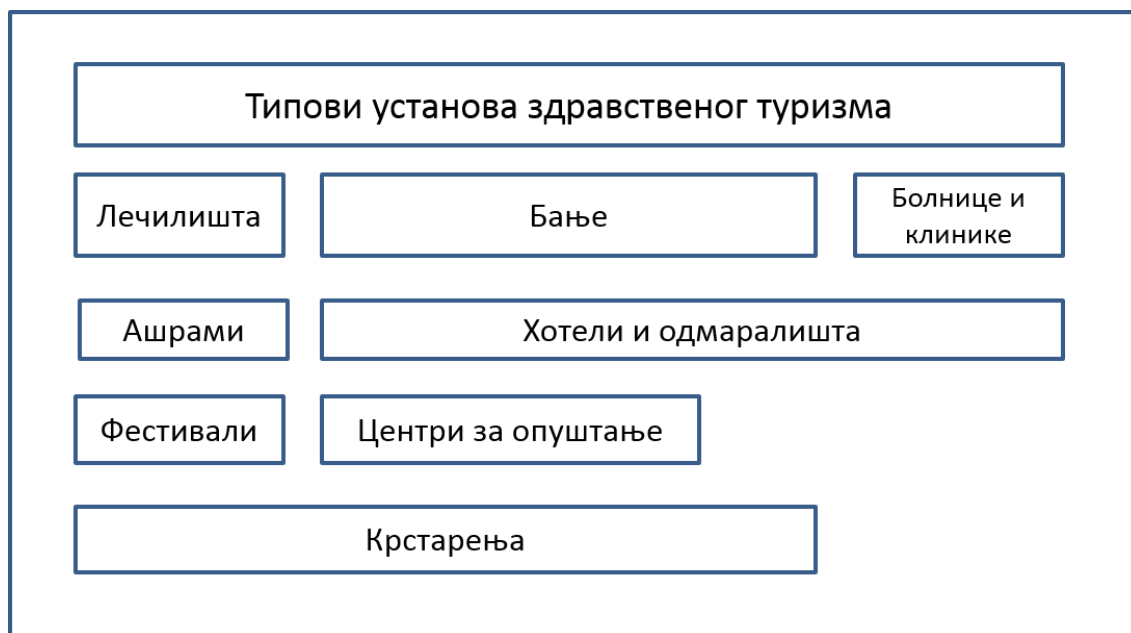 Типови установа здравственог туризма
Лечилишта
Бање
Болнице и
клинике
Ашрами
Хотели и одмаралишта
Фестивали
Центри за опуштање
Крстарења